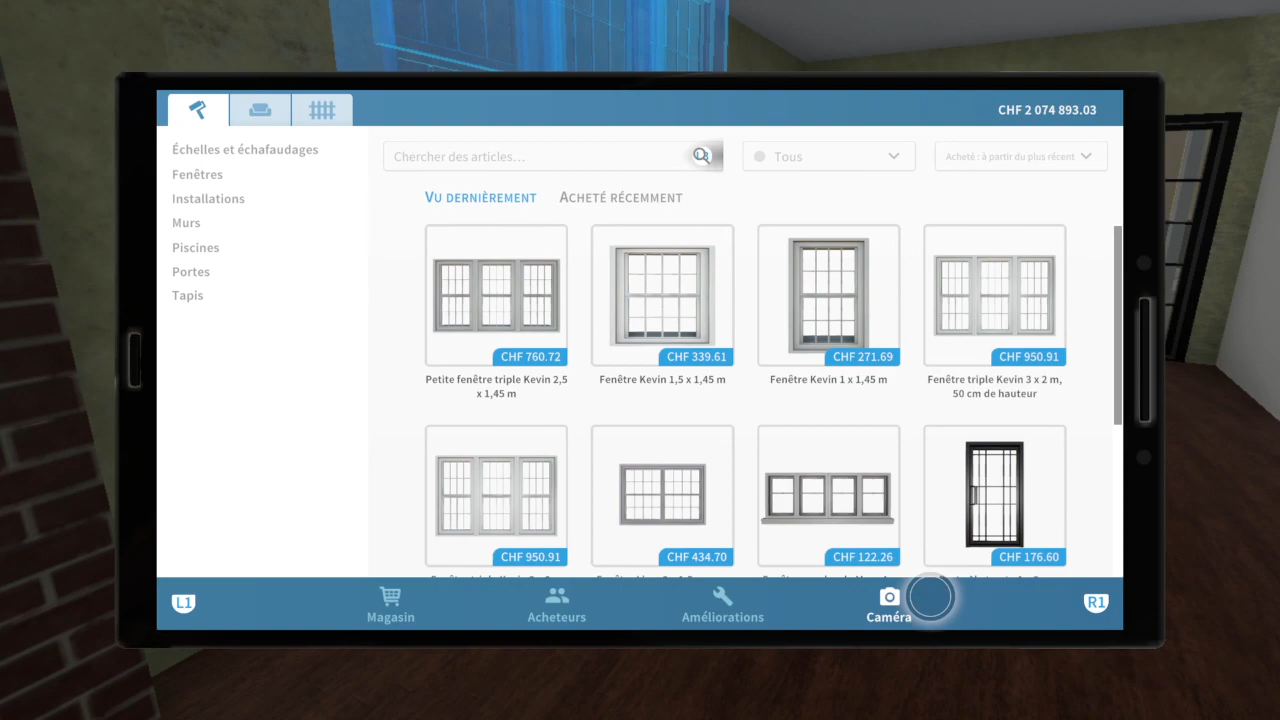 CHF 2 074 893.03
Échelles et échafaudages
Fenêtres
Installations
Murs
Piscines
Portes
Tapis
Chercher des articles...
Tous
Acheté : à partir du plus récent
VU DERNIÈREMENT
ACHETÉ RÉCEMMENT
CHF 760.72
CHF 339.61
CHF 271.69
CHF 950.91
Petite fenêtre triple Kevin 2,5
x 1,45 m
Fenêtre Kevin 1,5 x 1,45 m
Fenêtre Kevin 1 x 1,45 m
Fenêtre triple Kevin 3 x 2 m,
50 cm de hauteur
CHF 950.91
CHF 434.70
CHF 122.26
CHF 176.60
L1
Magasin
Acheteurs
Améliorations
Caméra
R1